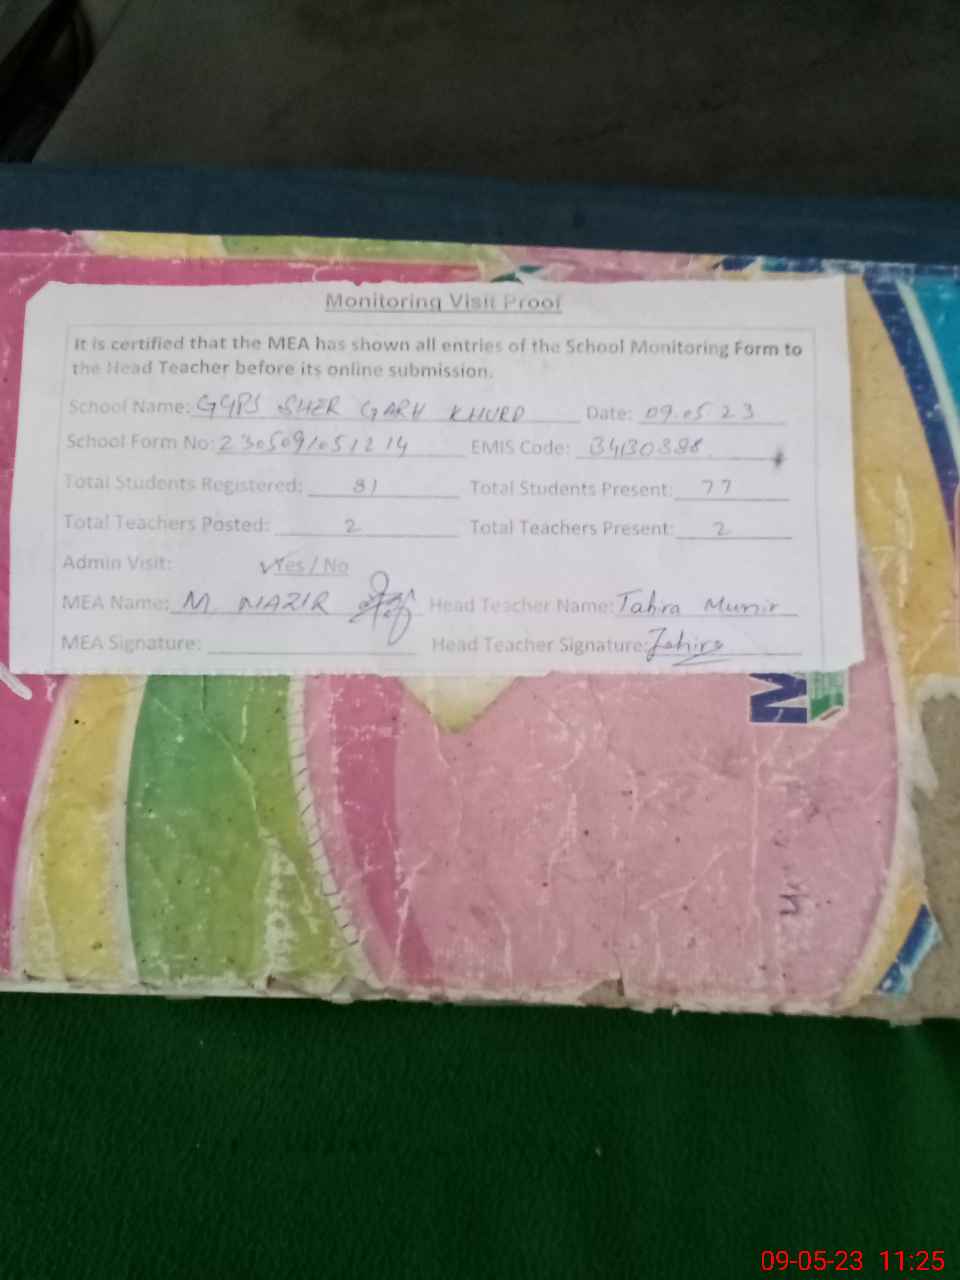 Monitoring Visit Proof
It is certified that the MEA has shown all entries of the School Monitoring Form to
the Head Teacher before its online submission.
School Name: GGPS SHER GARH KHURD Date: 09.05 23
School Form No: 2305091051214 EMIS Code: 34130398
Total Students Registered: 81 Total Students Present: 77
Total Teachers Posted: 2 Total Teachers Present: 2
Admin Visit: ✓Yes / No
MEA Name: M. NAZIR Head Teacher Name: Tahira Munir
MEA Signature: Head Teacher Signature: Tahira
M
09-05-23 11:25